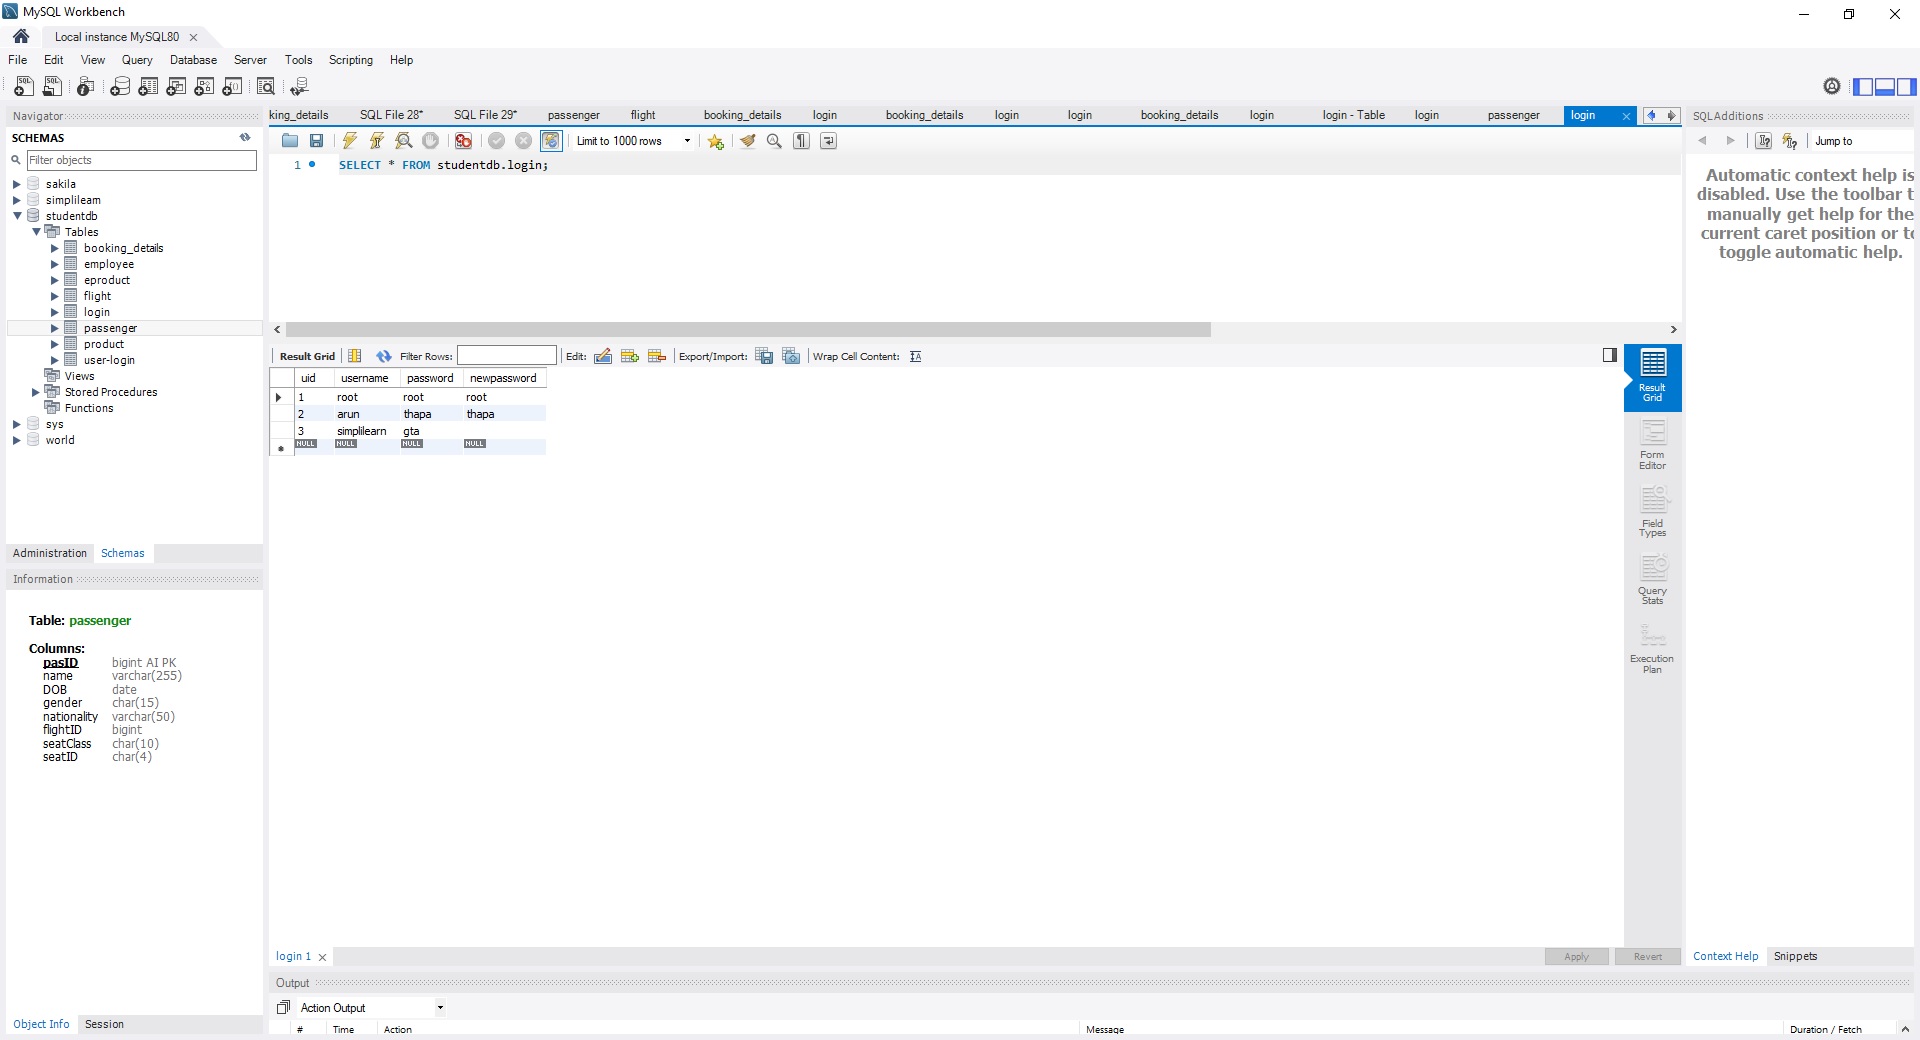 MySQL Workbench
Local instance MySQL80
File Edit View Query Database Server Tools Scripting Help
Navigator
SCHEMAS
Filter objects
sakila
simplilearn
studentdb
Tables
booking_details
employee
eproduct
flight
login
passenger
product
user-login
Views
Stored Procedures
Functions
sys
world
Administration Schemas
Information
Table: passenger
Columns:
pasID bigint AI PK
name varchar(255)
DOB date
gender char(15)
nationality varchar(50)
flightID bigint
seatClass char(10)
seatID char(4)
Object Info Session
king_details SQL File 28* SQL File 29* passenger flight booking_details login booking_details login login booking_details login login - Table login passenger login
Limit to 1000 rows
1 SELECT * FROM studentdb.login;
Result Grid Filter Rows: Edit: Export/Import: Wrap Cell Content:
uid username password newpassword
1 root root root
2 arun thapa thapa
3 simplilearn gta
NULL NULL NULL NULL
Result
Grid
Form
Editor
Field
Types
Query
Stats
Execution
Plan
login 1
Apply Revert
Output
Action Output
# Time Action Message Duration / Fetch
SQLAdditions
Jump to
Automatic context help is
disabled. Use the toolbar t
manually get help for the
current caret position or to
toggle automatic help.
Context Help Snippets